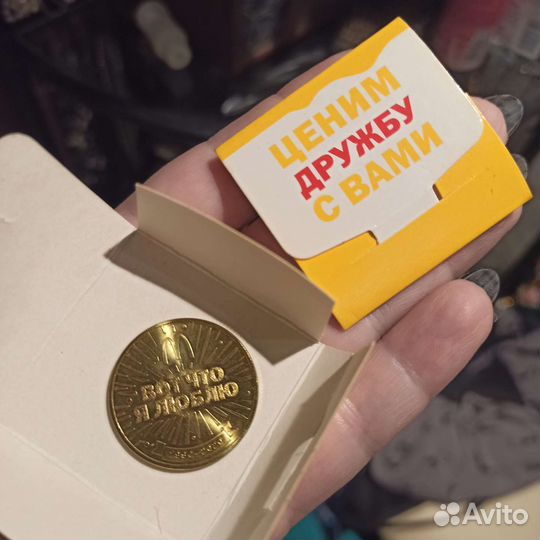 ЦЕНИМ
ДРУЖБУ
С ВАМИ
ВОТ ЧТО
Я ЛЮБЛЮ
Avito